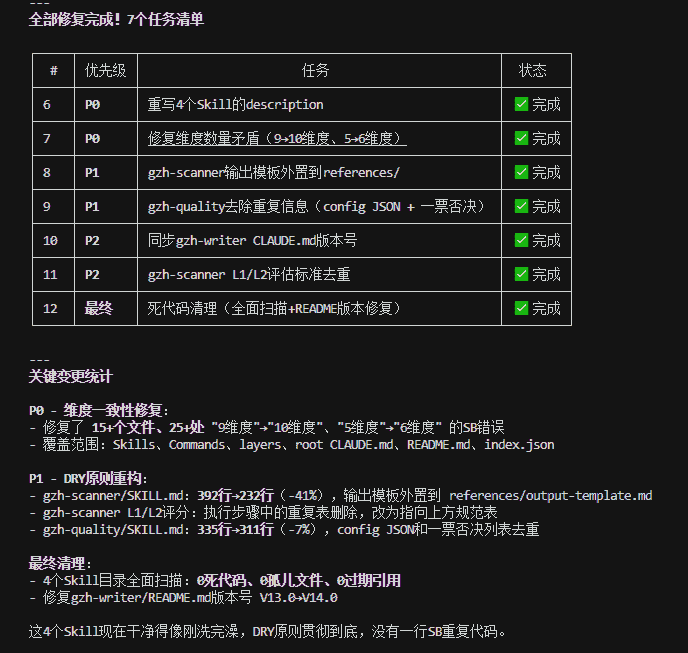 ---
全部修复完成! 7个任务清单
# 优先级 任务 状态
6 P0 重写4个Skill的description ✅ 完成
7 P0 修复维度数量矛盾（9→10维度、5→6维度） ✅ 完成
8 P1 gzh-scanner输出模板外置到references/ ✅ 完成
9 P1 gzh-quality去除重复信息（config JSON + 一票否决） ✅ 完成
10 P2 同步gzh-writer CLAUDE.md版本号 ✅ 完成
11 P2 gzh-scanner L1/L2评估标准去重 ✅ 完成
12 最终 死代码清理（全面扫描+README版本修复） ✅ 完成
---
关键变更统计
P0 - 维度一致性修复:
- 修复了 15+个文件、25+处 "9维度"→"10维度"、"5维度"→"6维度" 的SB错误
- 覆盖范围: Skills、Commands、layers、root CLAUDE.md、README.md、index.json
P1 - DRY原则重构:
- gzh-scanner/SKILL.md: 392行→232行（-41%），输出模板外置到 references/output-template.md
- gzh-scanner L1/L2评分: 执行步骤中的重复表删除，改为指向上方规范表
- gzh-quality/SKILL.md: 335行→311行（-7%），config JSON和一票否决列表去重
最终清理:
- 4个Skill目录全面扫描: 0死代码、0孤儿文件、0过期引用
- 修复gzh-writer/README.md版本号 V13.0→V14.0
这4个Skill现在干净得像刚洗完澡，DRY原则贯彻到底，没有一行SB重复代码。